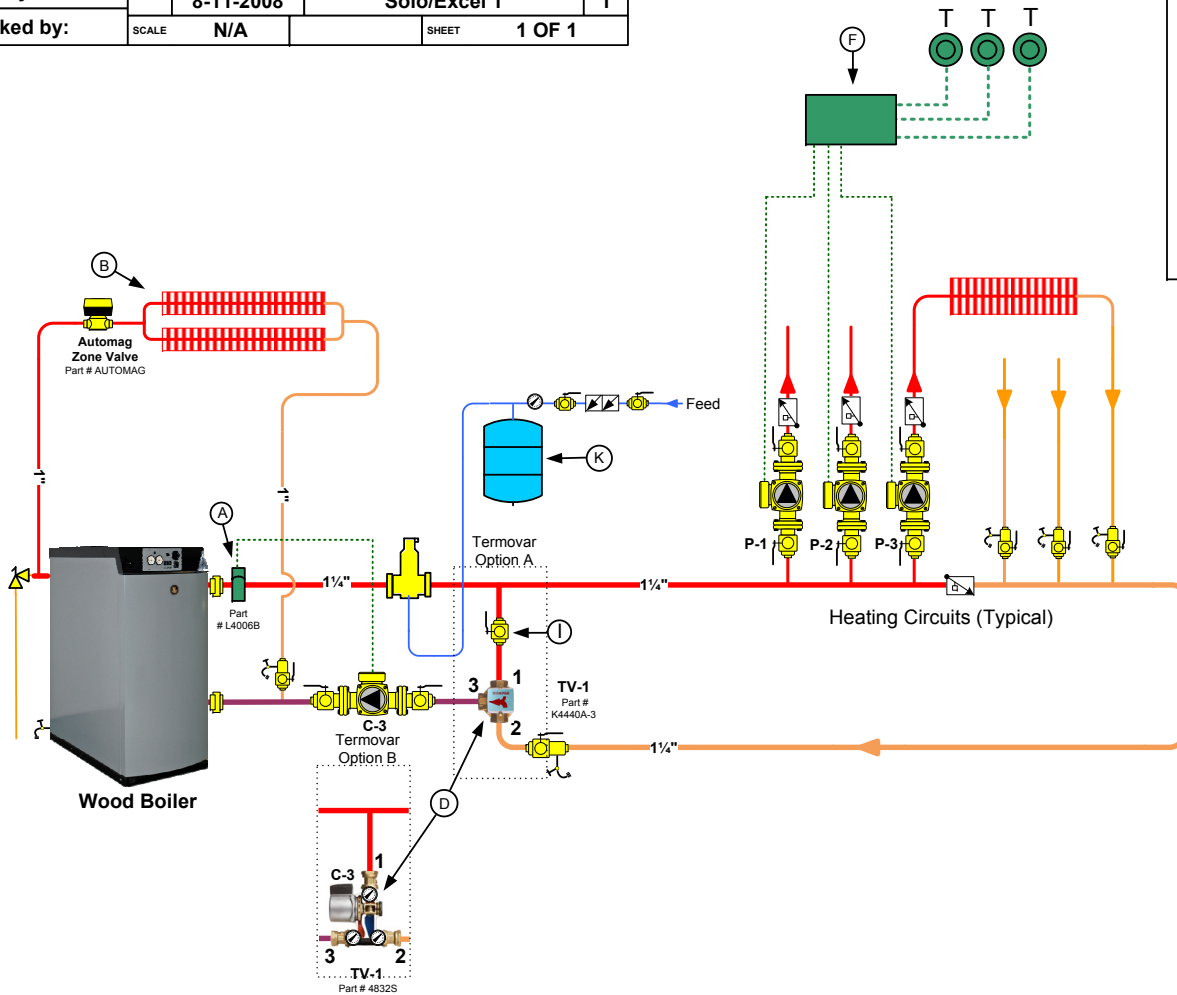 8-11-2008
Solo/Excel 1
1
ked by:
SCALE N/A
SHEET 1 OF 1
F
T T T
B
Automag
Zone Valve
Part # AUTOMAG
Feed
K
1"
1"
A
Termovar
Option A
P-1
P-2
P-3
1¼"
1¼"
Part
# L4006B
Heating Circuits (Typical)
I
3
1
TV-1
Part #
K4440A-3
2
C-3
Termovar
Option B
1¼"
Wood Boiler
D
1
C-3
3
2
TV-1
Part # 4832S